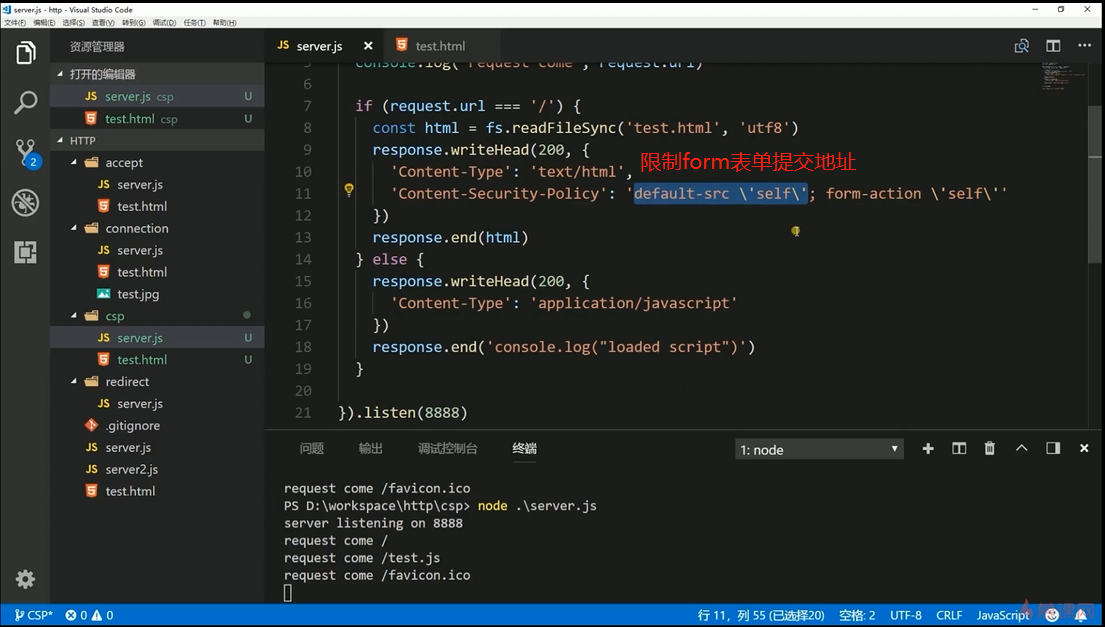 server.js - http - Visual Studio Code
文件(F) 编辑(E) 选择(S) 查看(V) 转到(G) 调试(D) 任务(T) 帮助(H)
资源管理器
打开的编辑器
JS server.js csp U
test.html csp U
HTTP
accept
JS server.js
test.html
connection
JS server.js
test.html
test.jpg
csp
JS server.js U
test.html U
redirect
JS server.js
.gitignore
JS server.js
JS server2.js
test.html
2
JS server.js test.html
console.log('request come', request.url)
6
7 if (request.url === '/') {
8 const html = fs.readFileSync('test.html', 'utf8')
9 response.writeHead(200, {
10 'Content-Type': 'text/html',
限制form表单提交地址
11 'Content-Security-Policy': 'default-src \'self\'; form-action \'self\''
12 })
13 response.end(html)
14 } else {
15 response.writeHead(200, {
16 'Content-Type': 'application/javascript'
17 })
18 response.end('console.log("loaded script")')
19 }
20
21 }).listen(8888)
问题 输出 调试控制台 终端 1: node
request come /favicon.ico
PS D:\workspace\http\csp> node .\server.js
server listening on 8888
request come /
request come /test.js
request come /favicon.ico
CSP* 0 0 行 11，列 55 (已选择20) 空格: 2 UTF-8 CRLF JavaScript